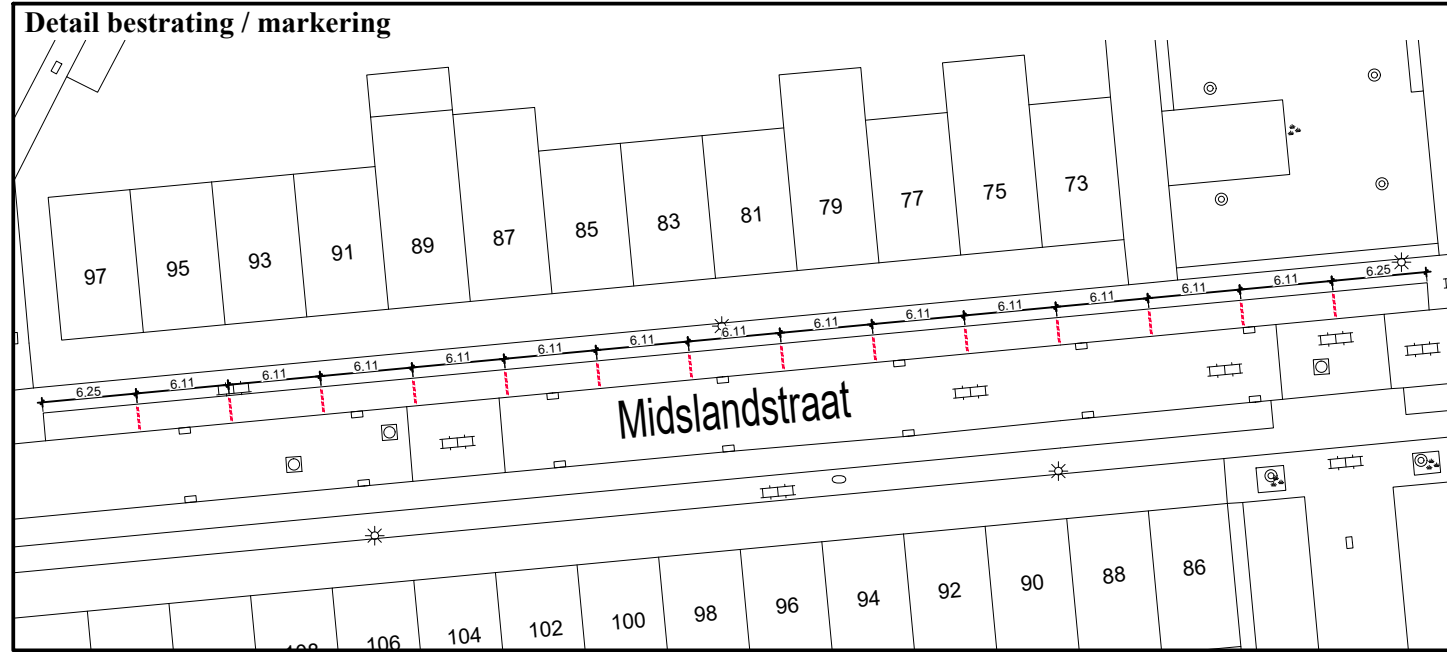 Detail bestrating / markering
97 95 93 91 89 87 85 83 81 79 77 75 73
6.25 6.11 6.11 6.11 6.11 6.11 6.11 6.11 6.11 6.11 6.11 6.11 6.11 6.11 6.25
Midslandstraat
108 106 104 102 100 98 96 94 92 90 88 86